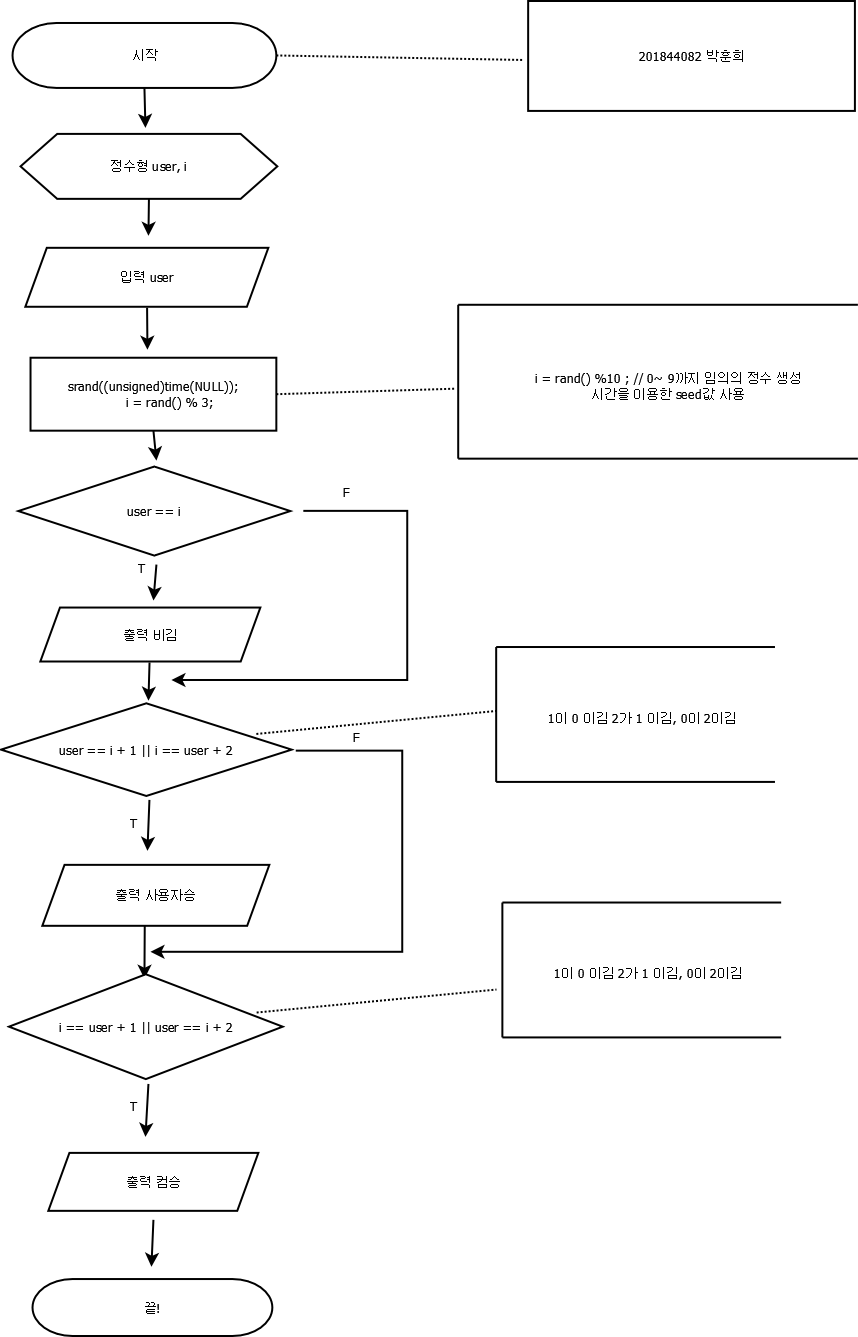 시작
201844082 박훈희
정수형 user, i
입력 user
srand((unsigned)time(NULL));
i = rand() % 3;
i = rand() %10 ; // 0~ 9까지 임의의 정수 생성
시간을 이용한 seed값 사용
user == i
F
T
출력 비김
user == i + 1 || i == user + 2
F
1이 0 이김 2가 1 이김, 0이 2이김
T
출력 사용자승
i == user + 1 || user == i + 2
1이 0 이김 2가 1 이김, 0이 2이김
T
출력 컴승
끝!